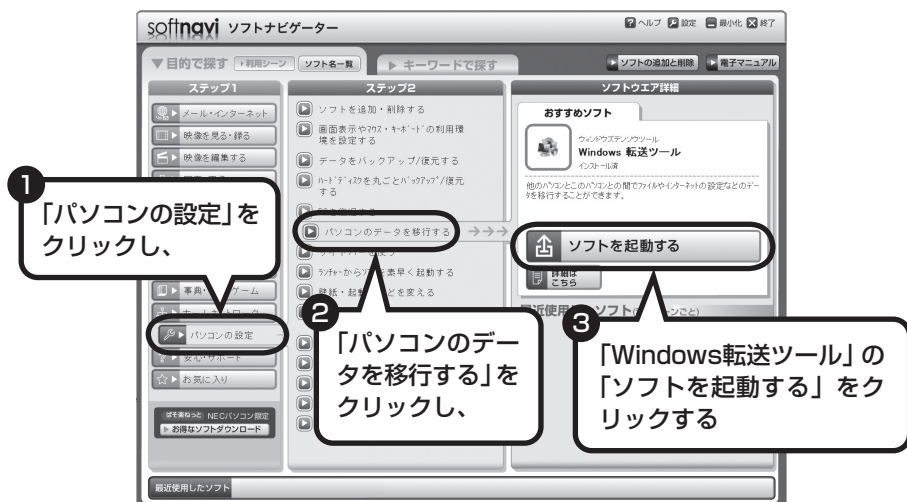 softnavi ソフトナビゲーター
ヘルプ 設定 最小化 終了
▼目的で探す 利用シーン ソフト名一覧 キーワードで探す ソフトの追加と削除 電子マニュアル
ステップ1
メール・インターネット
映像を見る・録る
映像を編集する
パソコンの設定
安心・サポート
お気に入り
ぱそ楽ねっと NECパソコン限定
お得なソフトダウンロード
ステップ2
ソフトを追加・削除する
画面表示やマウス・キーボードの利用環
境を設定する
データをバックアップ/復元する
ハードディスクを丸ごとバックアップ/復元
する
パソコンのデータを移行する →→→
ランチャーからソフトを素早く起動する
ソフトウエア詳細
おすすめソフト
ウィンドウズテンソウツール
Windows 転送ツール
インストール済
他のパソコンとこのパソコンとの間でファイルやインターネットの設定などのデー
タを移行することができます。
ソフトを起動する
詳細は
こちら
最近使用したソフト
1
「パソコンの設定」を
クリックし、
2
「パソコンのデー
タを移行する」を
クリックし、
3
「Windows転送ツール」の
「ソフトを起動する」をク
リックする